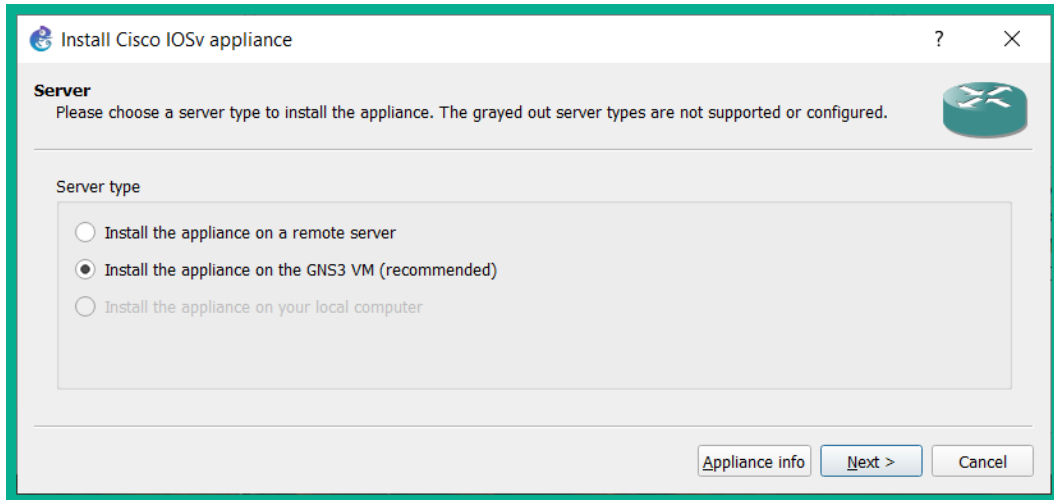 Install Cisco IOSv appliance
?
Server
Please choose a server type to install the appliance. The grayed out server types are not supported or configured.
Server type
Install the appliance on a remote server
Install the appliance on the GNS3 VM (recommended)
Install the appliance on your local computer
Appliance info
Next >
Cancel